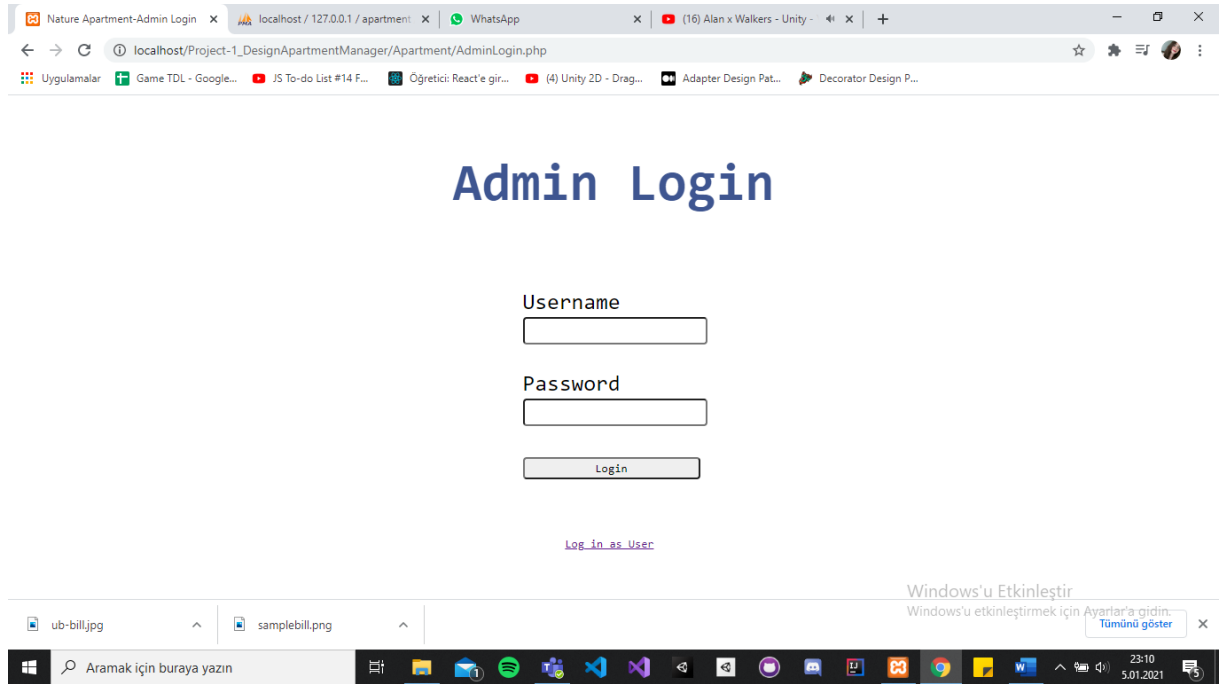 Nature Apartment-Admin Login
localhost / 127.0.0.1 / apartment
WhatsApp
(16) Alan x Walkers - Unity -
localhost/Project-1_DesignApartmentManager/Apartment/AdminLogin.php
Uygulamalar
Game TDL - Google...
JS To-do List #14 F...
Öğretici: React'e gir...
(4) Unity 2D - Drag...
Adapter Design Pat...
Decorator Design P...
Admin Login
Username
Password
Login
Log in as User
Windows'u Etkinleştir
Windows'u etkinleştirmek için Ayarlar'a gidin.
ub-bill.jpg
samplebill.png
Tümünü göster
Aramak için buraya yazın
1
23:10
5.01.2021
5